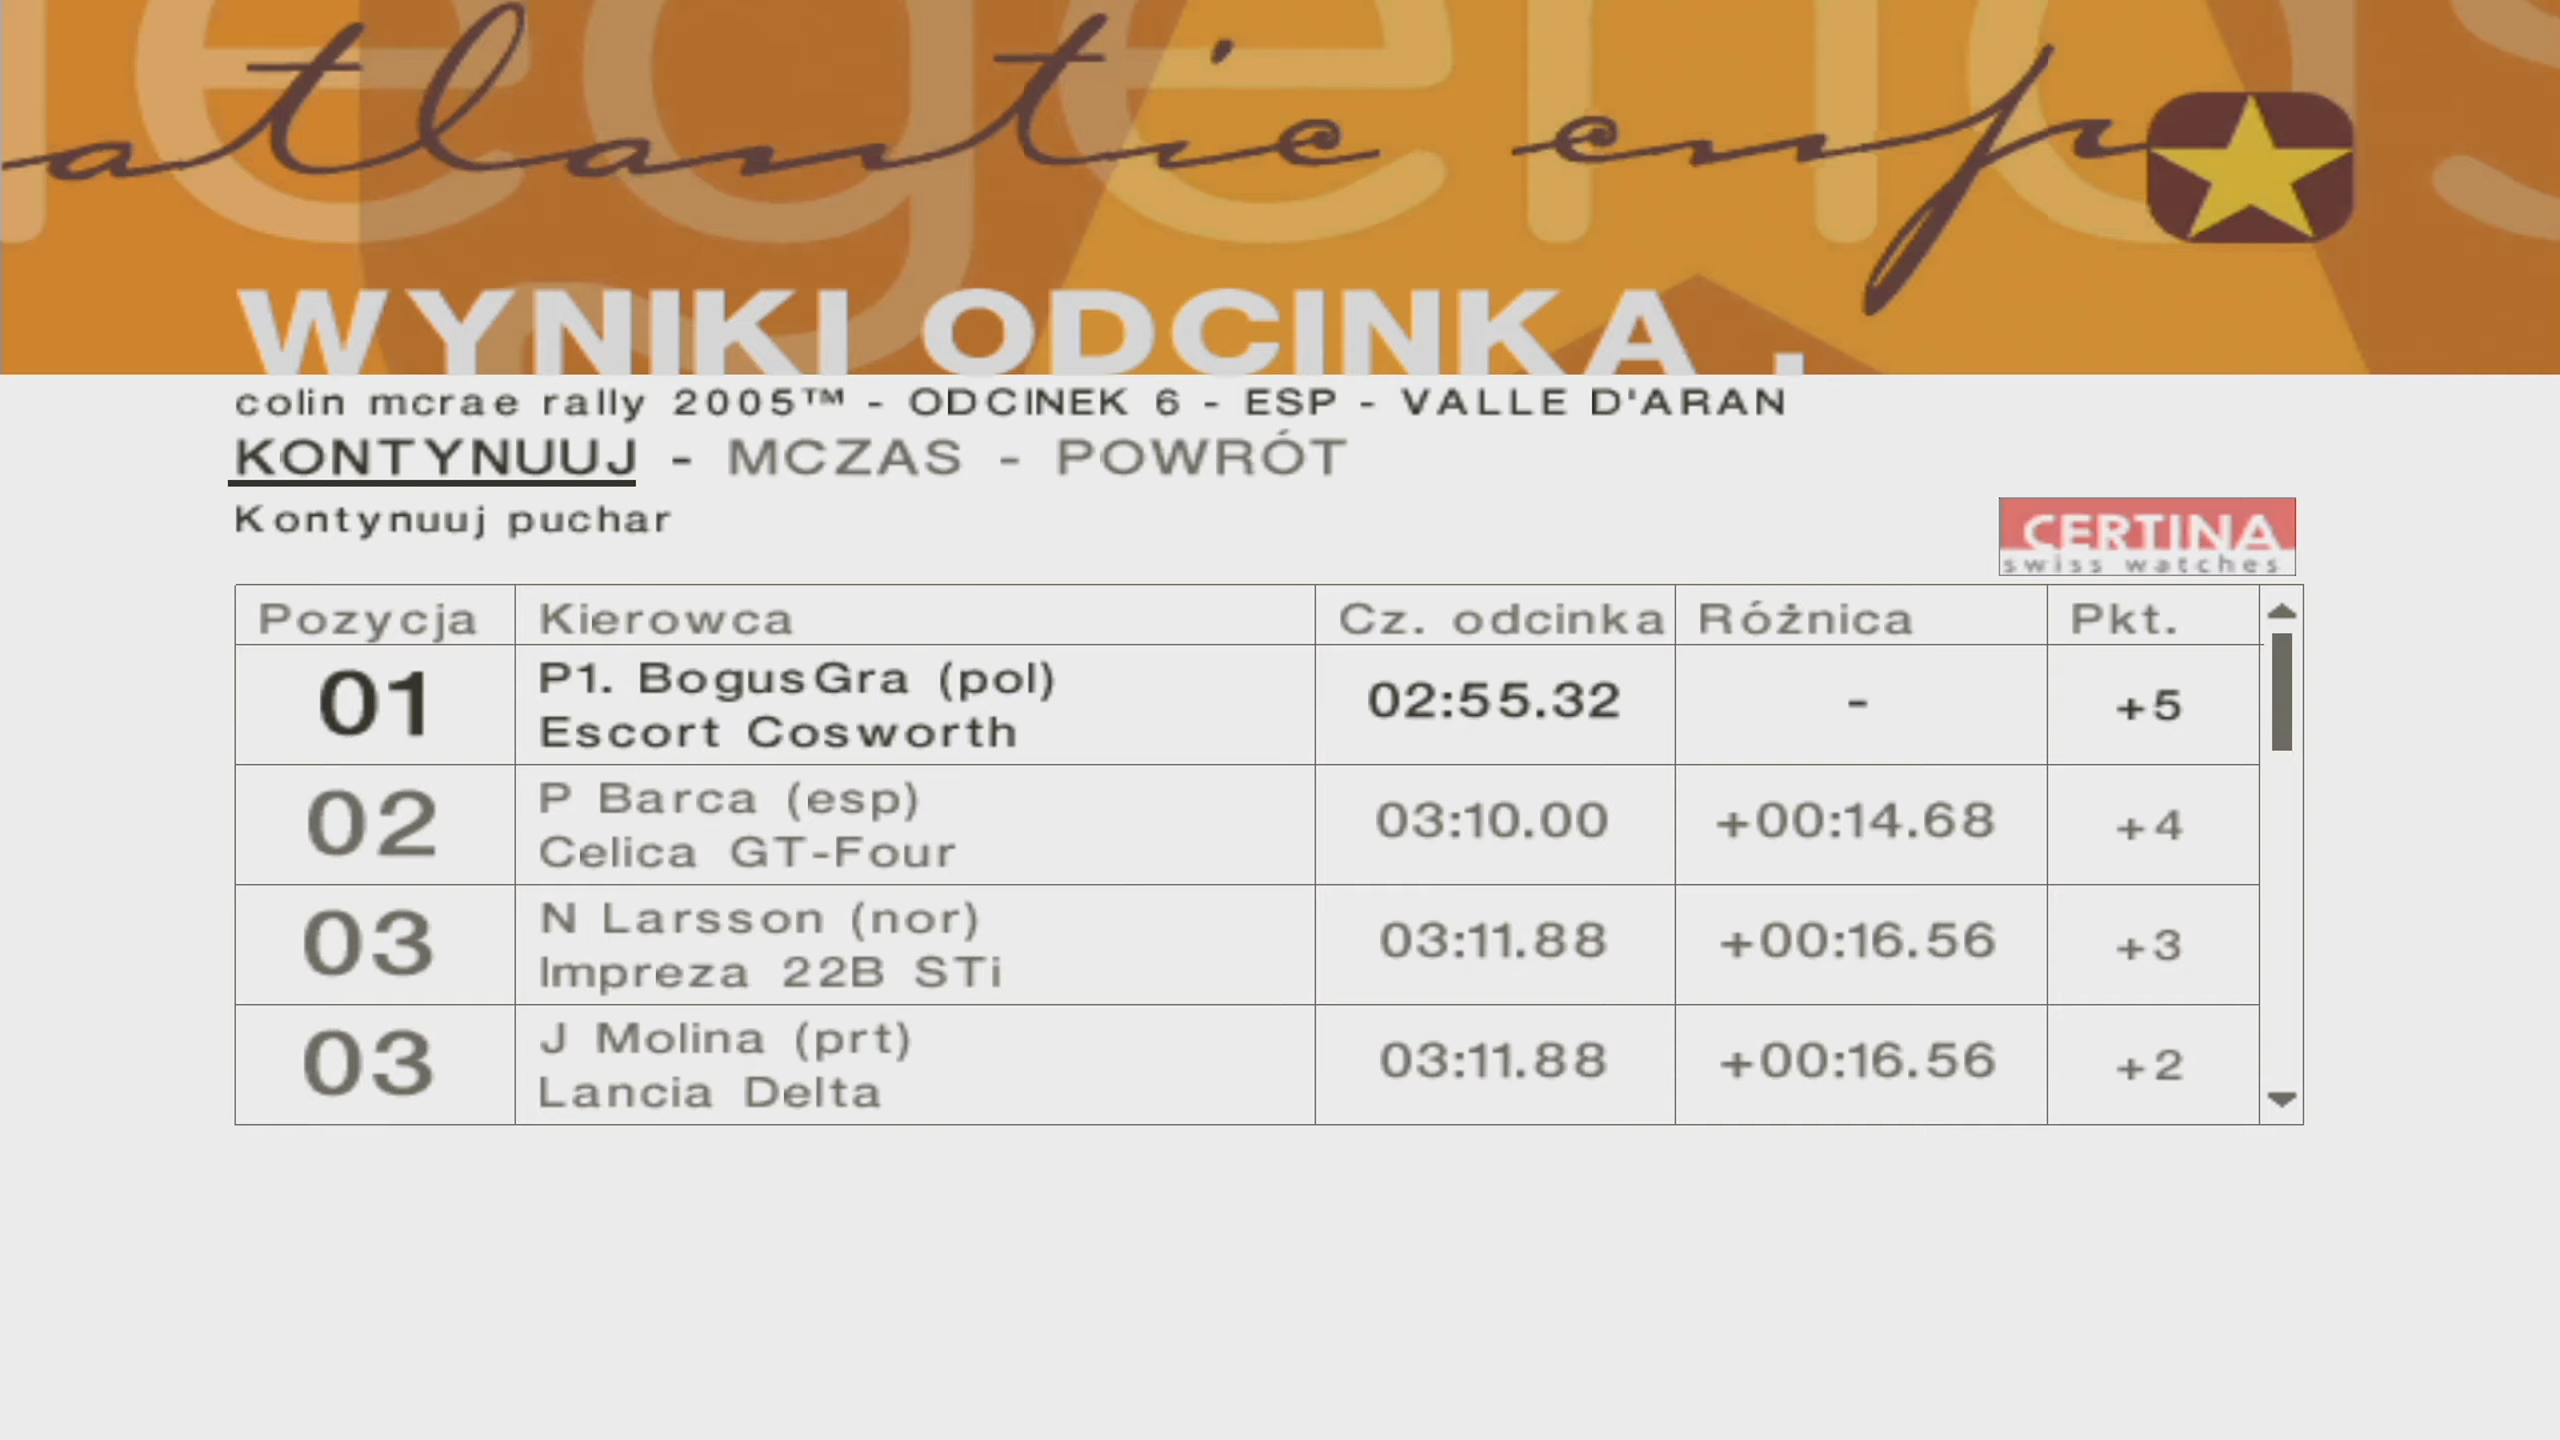 legends
atlantic cup
WYNIKI ODCINKA .
colin mcrae rally 2005™ - ODCINEK 6 - ESP - VALLE D'ARAN
KONTYNUUJ - MCZAS - POWRÓT
Kontynuuj puchar
CERTINA
swiss watches
Pozycja Kierowca Cz. odcinka Różnica Pkt.
01 P1. BogusGra (pol) 02:55.32 - +5
Escort Cosworth
02 P Barca (esp) 03:10.00 +00:14.68 +4
Celica GT-Four
03 N Larsson (nor) 03:11.88 +00:16.56 +3
Impreza 22B STi
03 J Molina (prt) 03:11.88 +00:16.56 +2
Lancia Delta